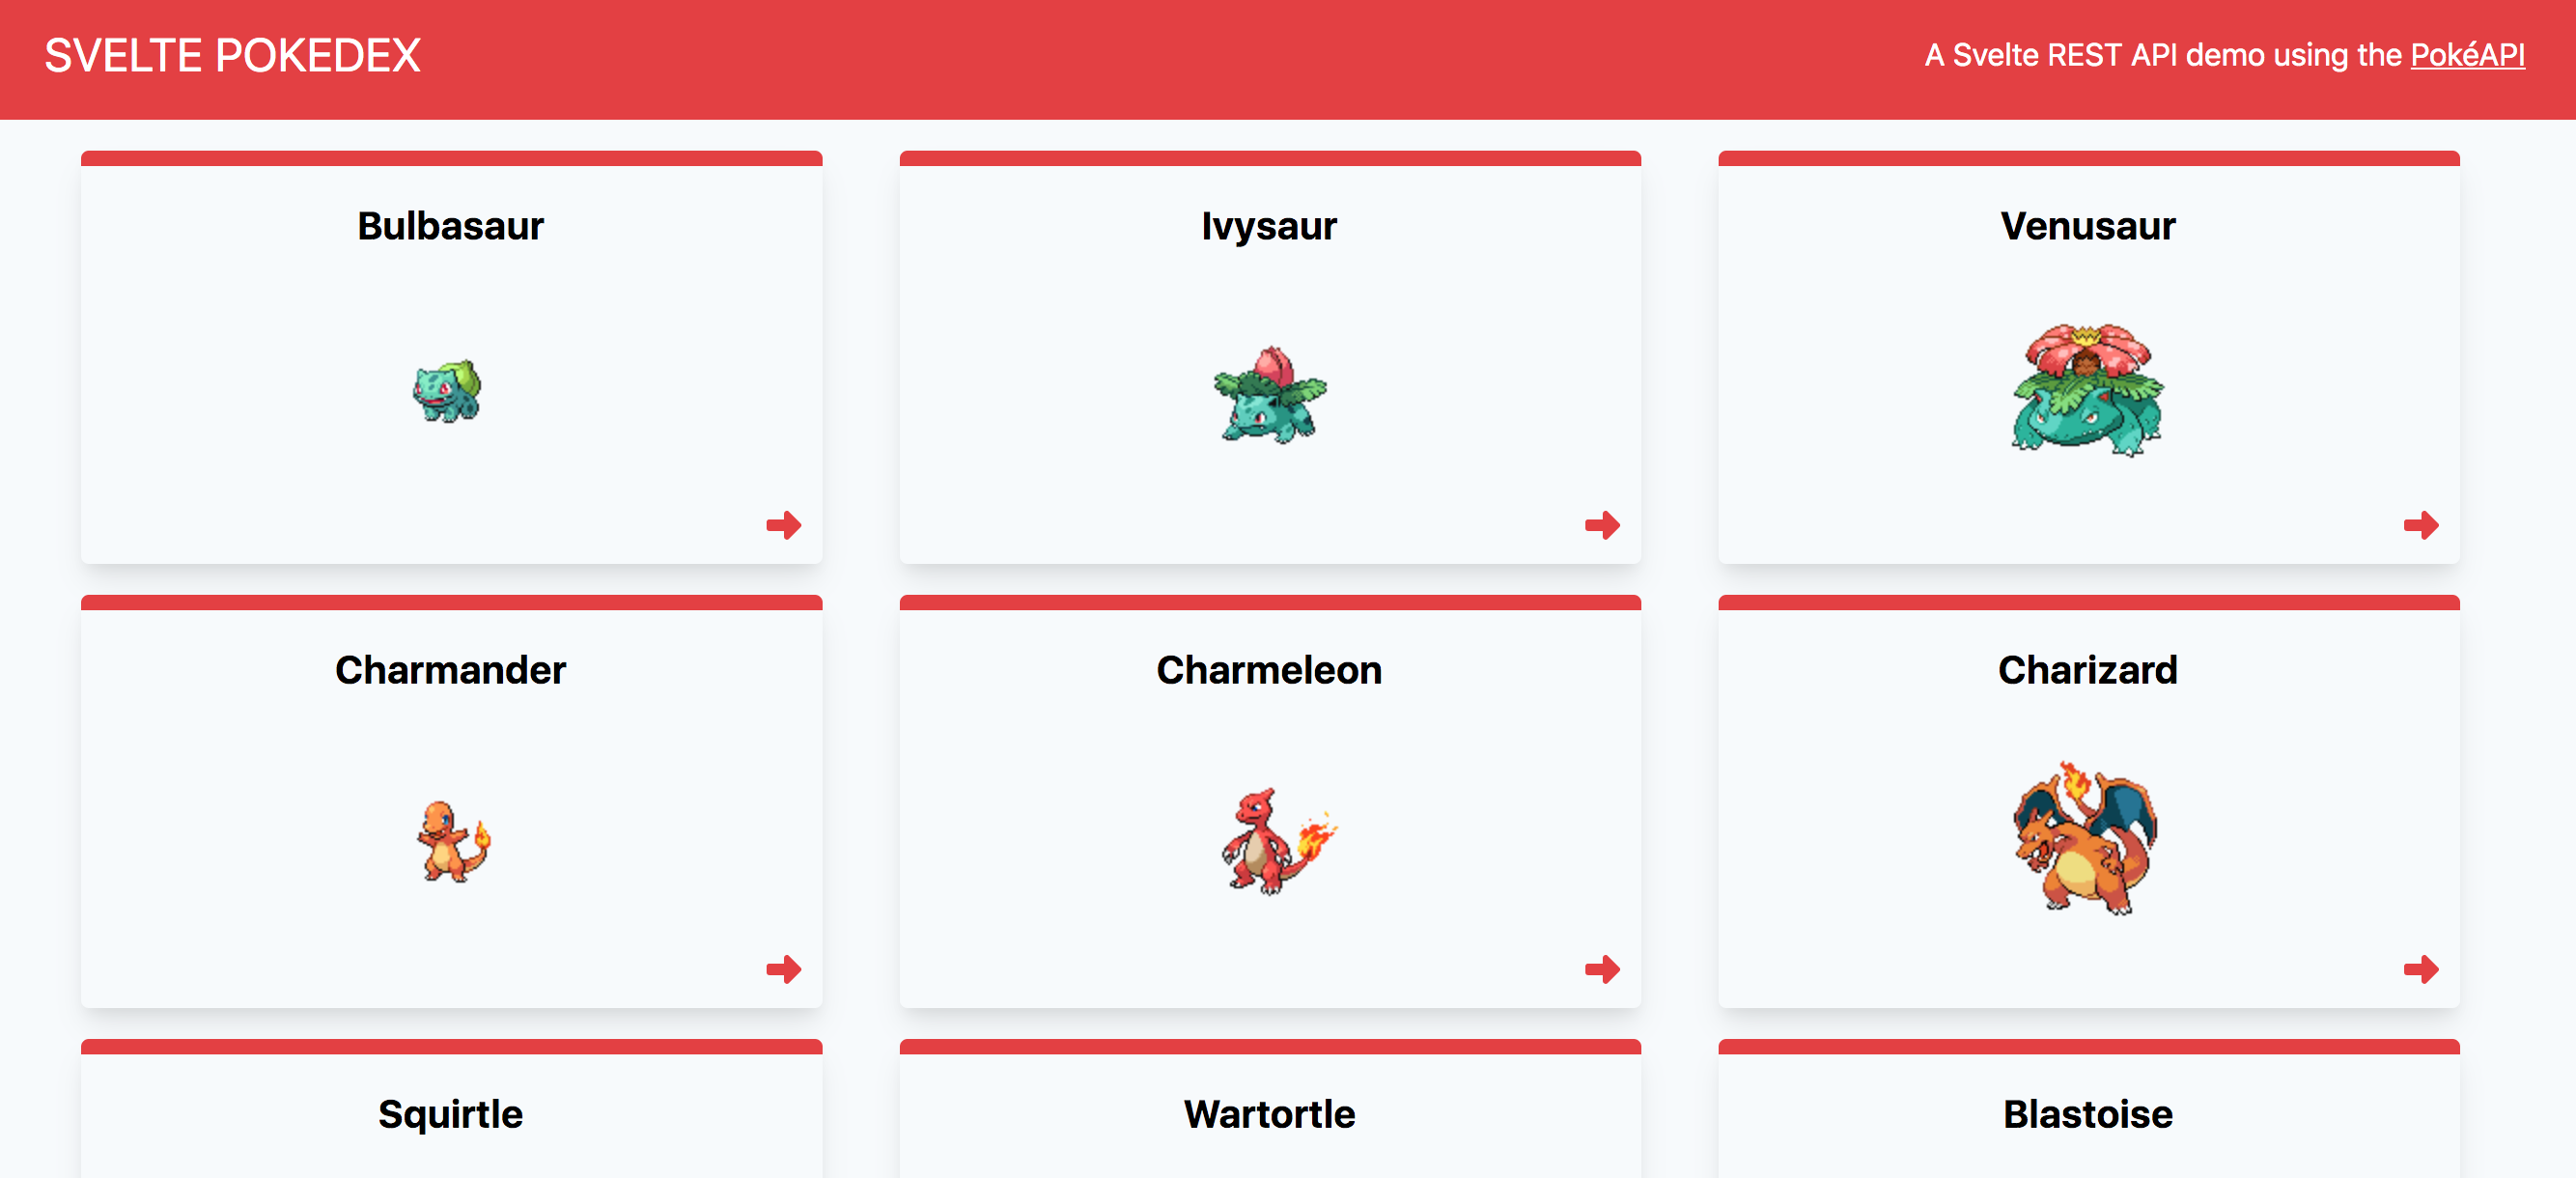 SVELTE POKEDEX
A Svelte REST API demo using the PokéAPI
Bulbasaur
Ivysaur
Venusaur
Charmander
Charmeleon
Charizard
Squirtle
Wartortle
Blastoise